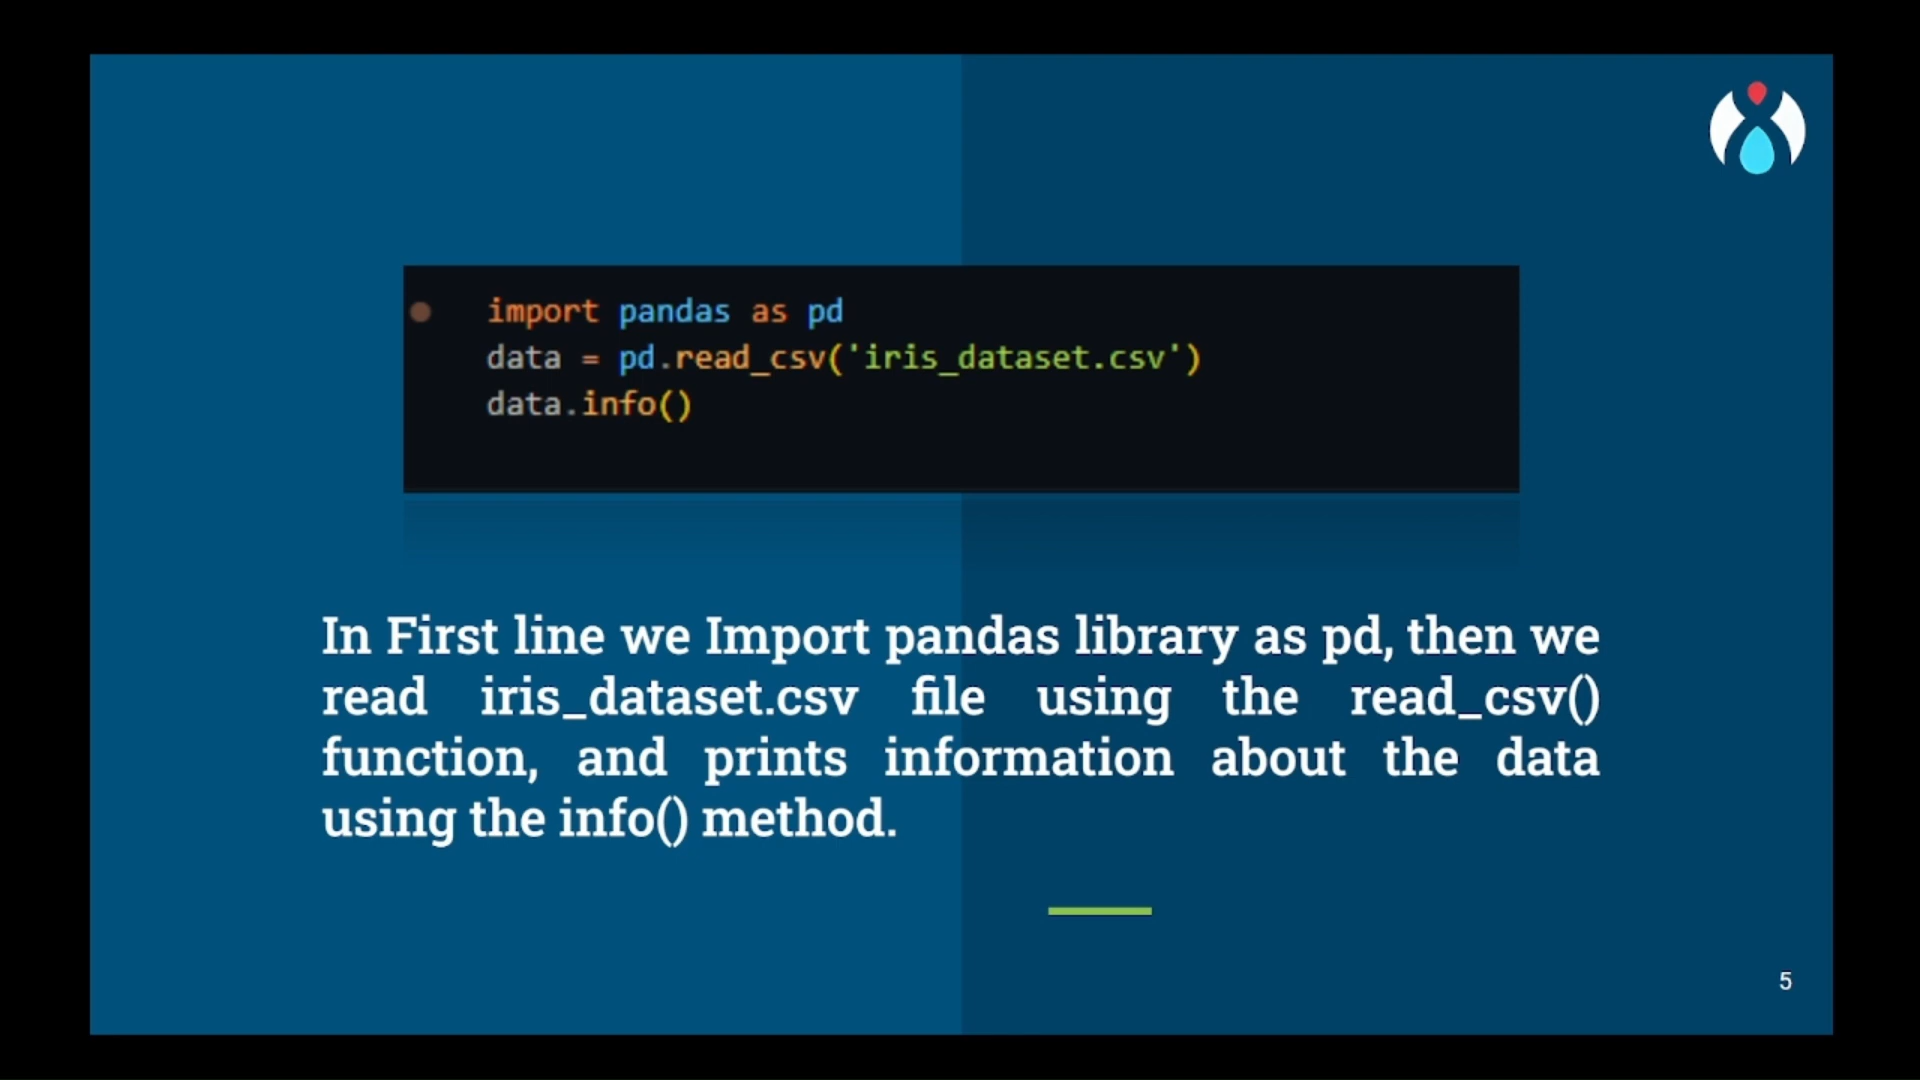 import pandas as pd
data = pd.read_csv('iris_dataset.csv')
data.info()
In First line we Import pandas library as pd, then we
read iris_dataset.csv file using the read_csv()
function, and prints information about the data
using the info() method.
5